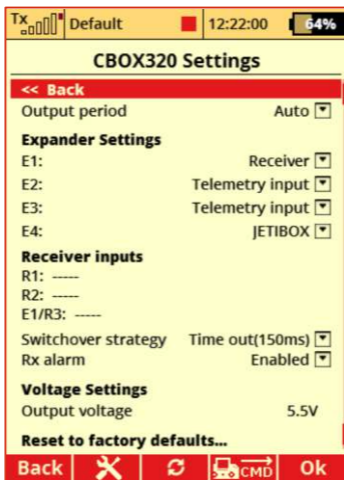 Tx Default 12:22:00 64%
CBOX320 Settings
<< Back
Output period Auto
Expander Settings
E1: Receiver
E2: Telemetry input
E3: Telemetry input
E4: JETIBOX
Receiver inputs
R1: -----
R2: -----
E1/R3: -----
Switchover strategy Time out(150ms)
Rx alarm Enabled
Voltage Settings
Output voltage 5.5V
Reset to factory defaults...
Back CMD Ok